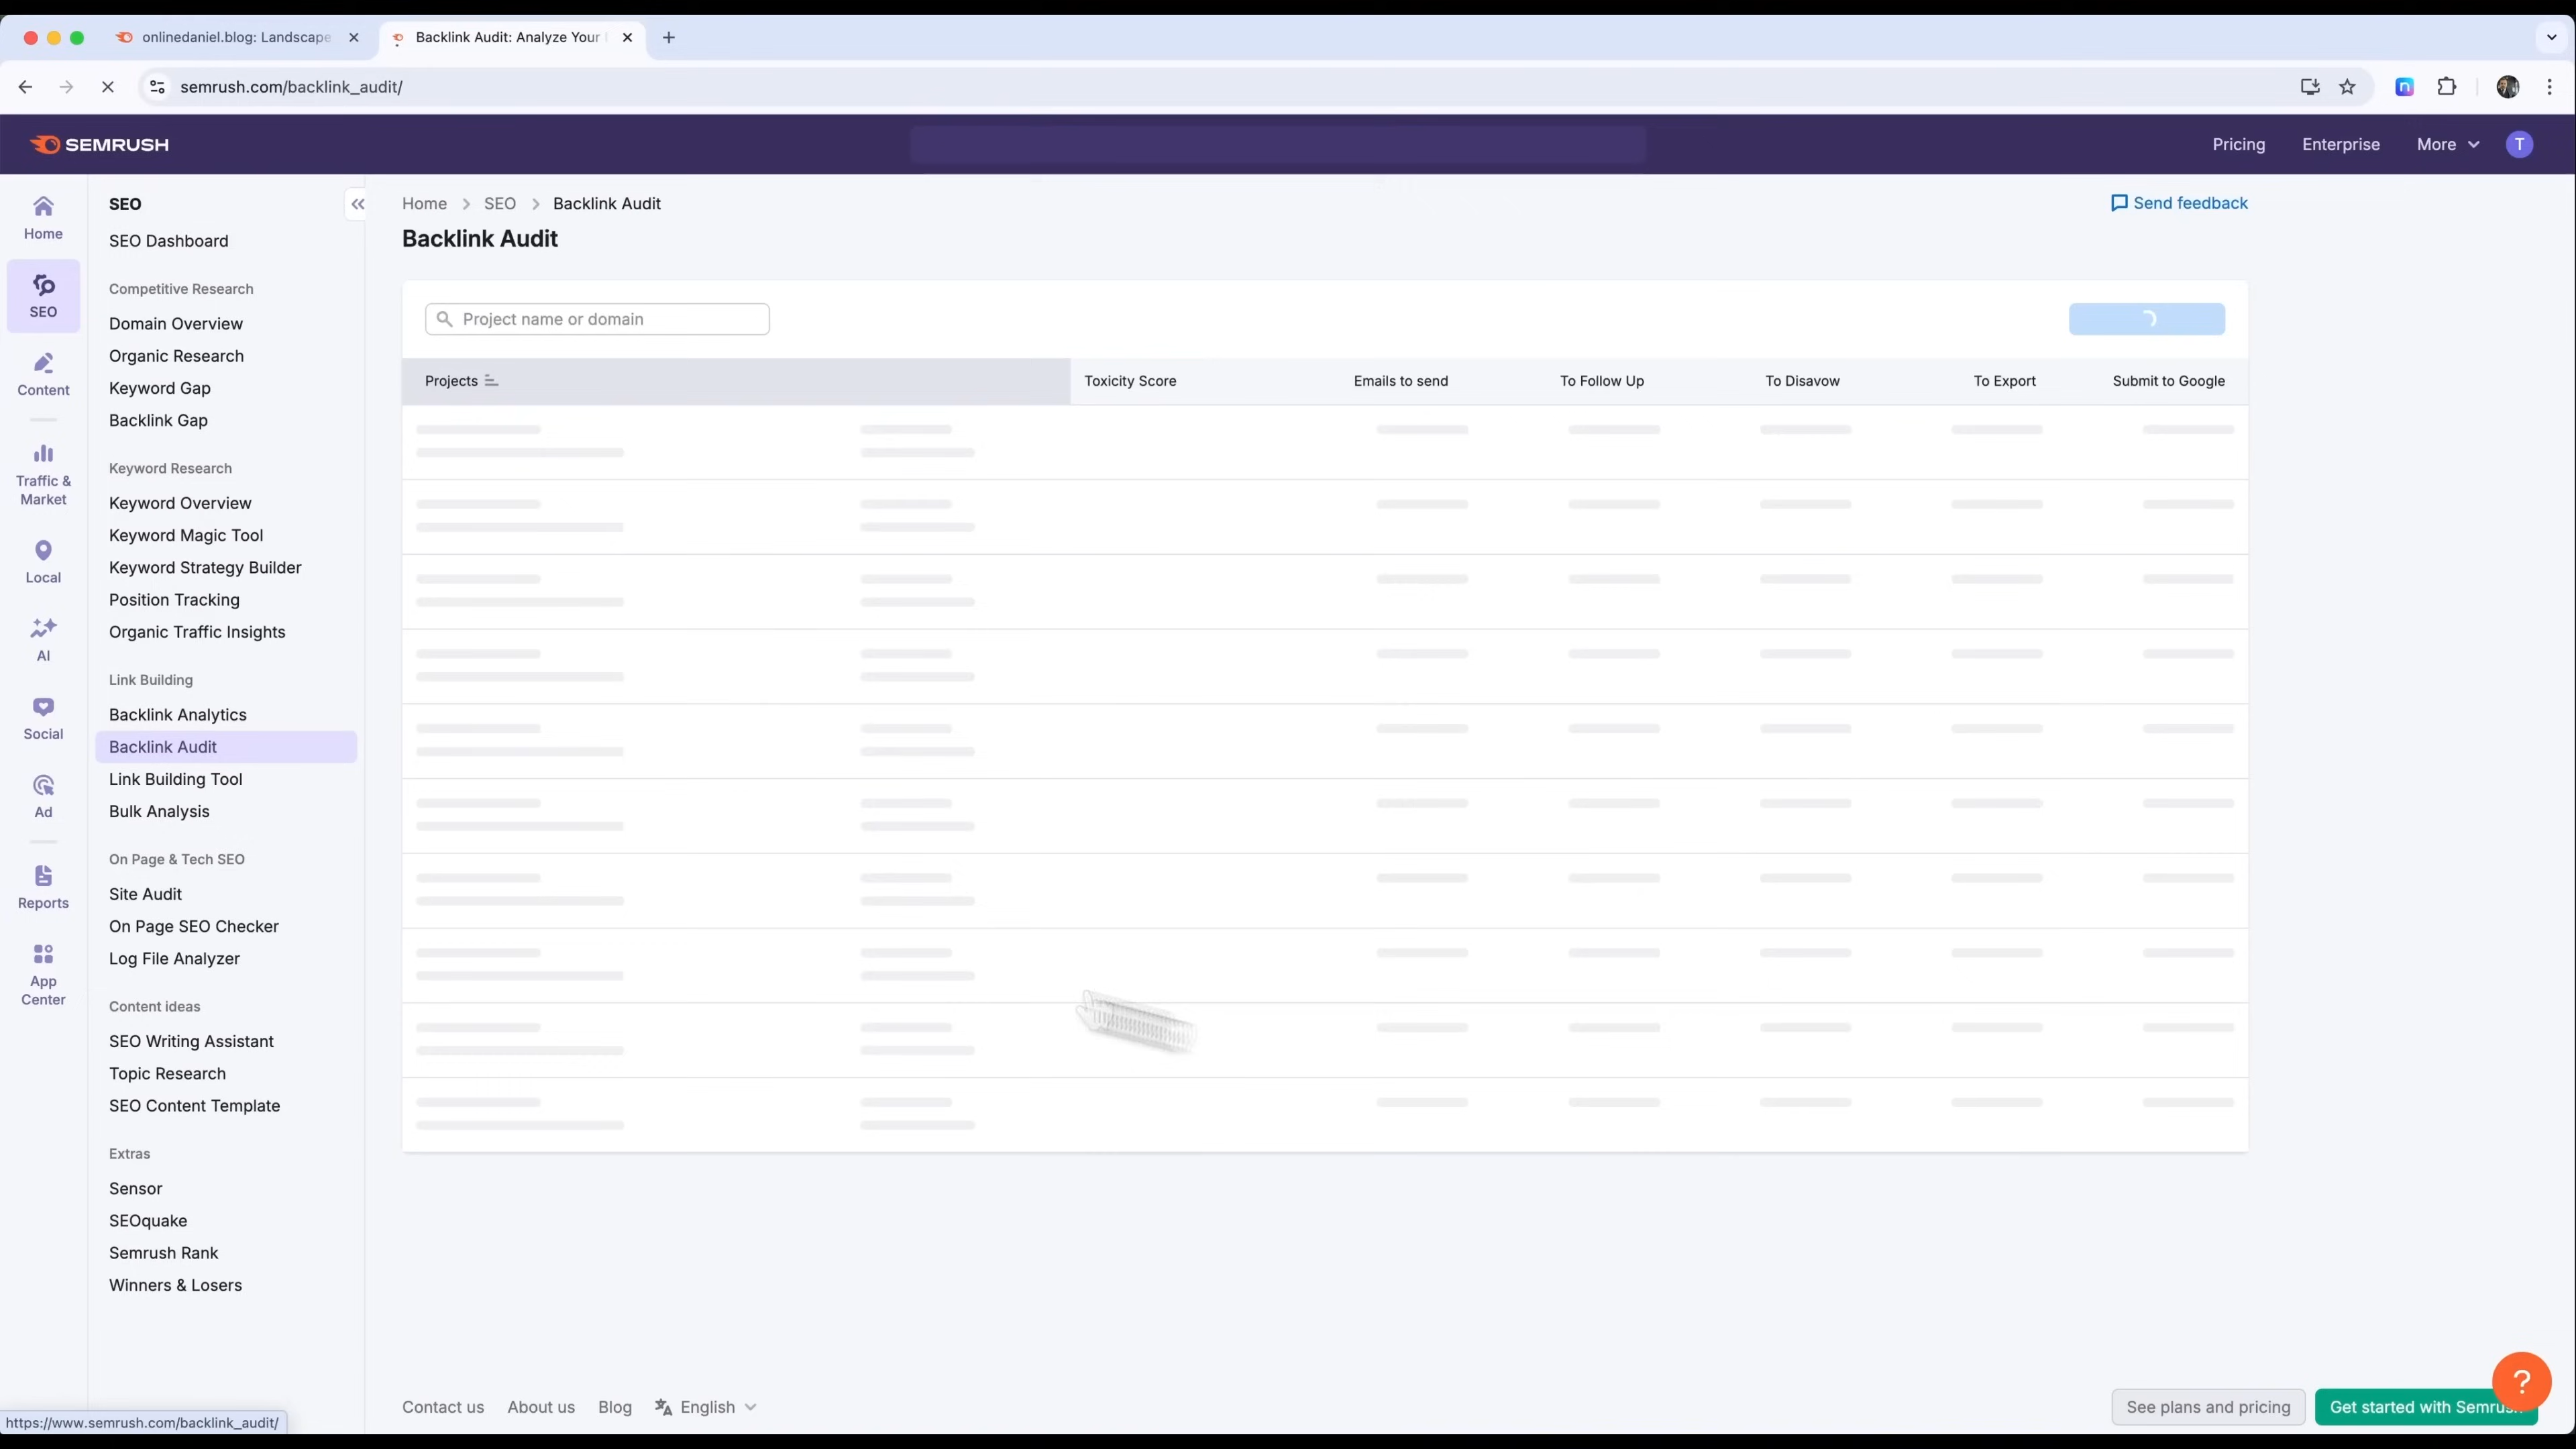 onlinedaniel.blog: Landscape
Backlink Audit: Analyze Your
semrush.com/backlink_audit/
SEMRUSH
Pricing
Enterprise
More
T
Home
SEO
Content
Traffic &
Market
Local
AI
Social
Ad
Reports
App
Center
SEO
SEO Dashboard
Competitive Research
Domain Overview
Organic Research
Keyword Gap
Backlink Gap
Keyword Research
Keyword Overview
Keyword Magic Tool
Keyword Strategy Builder
Position Tracking
Organic Traffic Insights
Link Building
Backlink Analytics
Backlink Audit
Link Building Tool
Bulk Analysis
On Page & Tech SEO
Site Audit
On Page SEO Checker
Log File Analyzer
Content ideas
SEO Writing Assistant
Topic Research
SEO Content Template
Extras
Sensor
SEOquake
Semrush Rank
Winners & Losers
Home > SEO > Backlink Audit
Send feedback
Backlink Audit
Project name or domain
Projects
Toxicity Score
Emails to send
To Follow Up
To Disavow
To Export
Submit to Google
Contact us
About us
Blog
English
See plans and pricing
Get started with Semrush
?
https://www.semrush.com/backlink_audit/